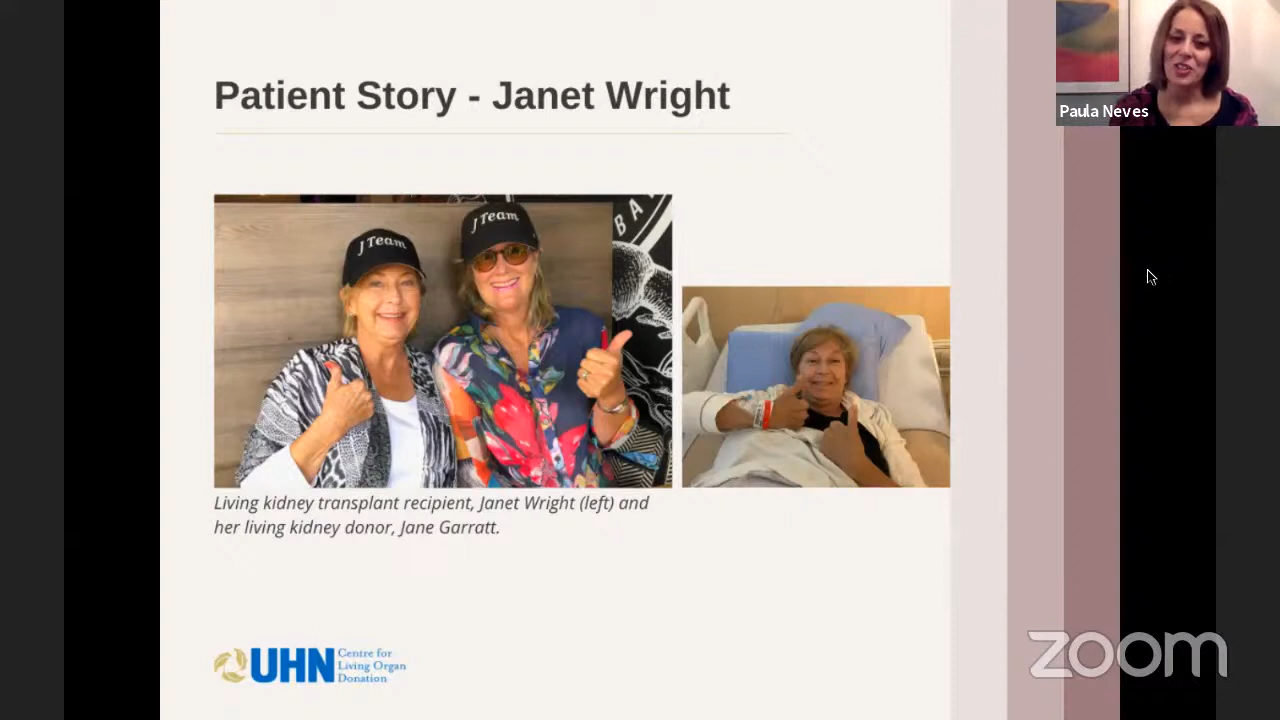 Patient Story - Janet Wright
Paula Neves
J Team
J Team
BA
Living kidney transplant recipient, Janet Wright (left) and
her living kidney donor, Jane Garratt.
UHN
Centre for
Living Organ
Donation
zoom